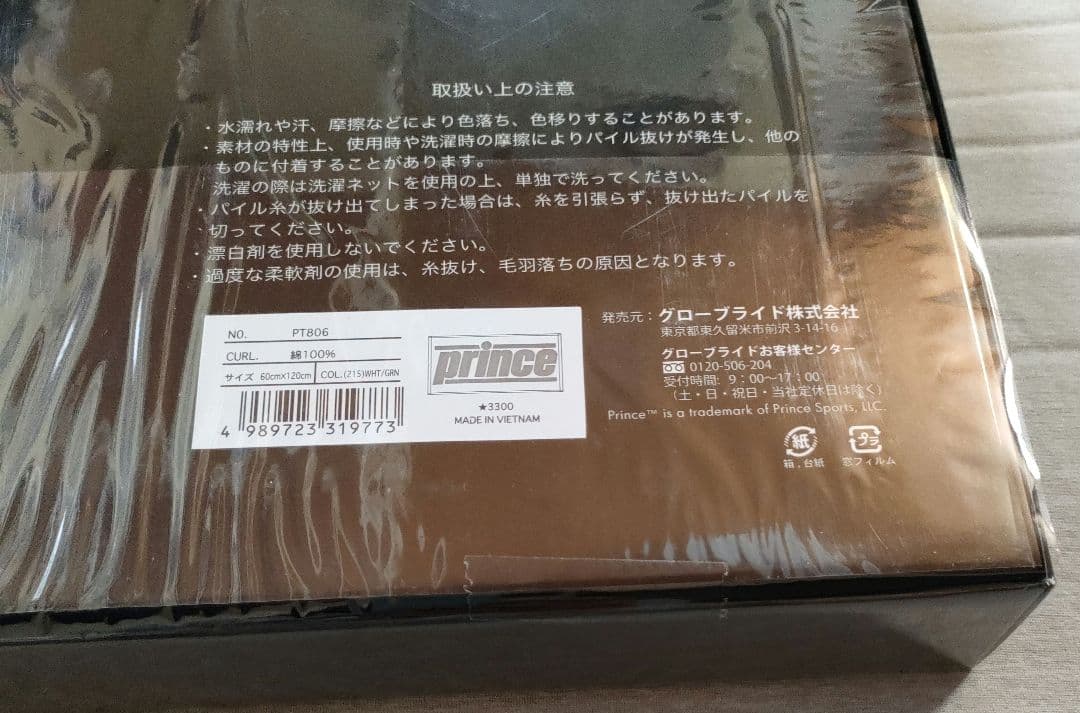 取扱い上の注意
・水濡れや汗、摩擦などにより色落ち、色移りすることがあります。
・素材の特性上、使用時や洗濯時の摩擦によりパイル抜けが発生し、他の
ものに付着することがあります。
洗濯の際は洗濯ネットを使用の上、単独で洗ってください。
・パイル糸が抜け出てしまった場合は、糸を引張らず、抜け出たパイルを
切ってください。
・漂白剤を使用しないでください。
・過度な柔軟剤の使用は、糸抜け、毛羽落ちの原因となります。
NO. PT806
CURL. 綿100%
サイズ 60cm×120cm COL.(215)WHT/GRN
4 989723 319773
prince
★3300
MADE IN VIETNAM
発売元：グローブライド株式会社
東京都東久留米市前沢 3-14-16
グローブライドお客様センター
0120-506-204
受付時間：9：00〜17：00
（土・日・祝日・当社定休日は除く）
Prince™ is a trademark of Prince Sports, LLC.
紙 プラ
箱，台紙 窓フィルム